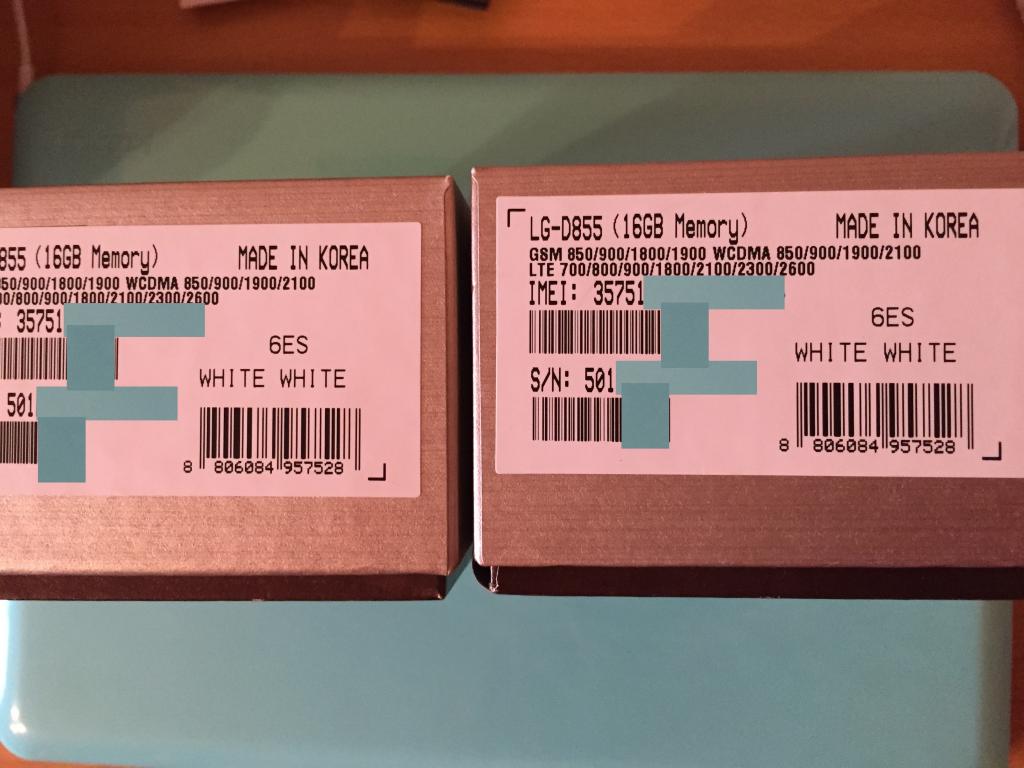 855 (16GB Memory) MADE IN KOREA
50/900/1800/1900 WCDMA 850/900/1900/2100
00/800/900/1800/2100/2300/2600
: 35751
6ES
WHITE WHITE
501
8 806084 957528
LG-D855 (16GB Memory) MADE IN KOREA
GSM 850/900/1800/1900 WCDMA 850/900/1900/2100
LTE 700/800/900/1800/2100/2300/2600
IMEI: 35751
6ES
WHITE WHITE
S/N: 501
8 806084 957528